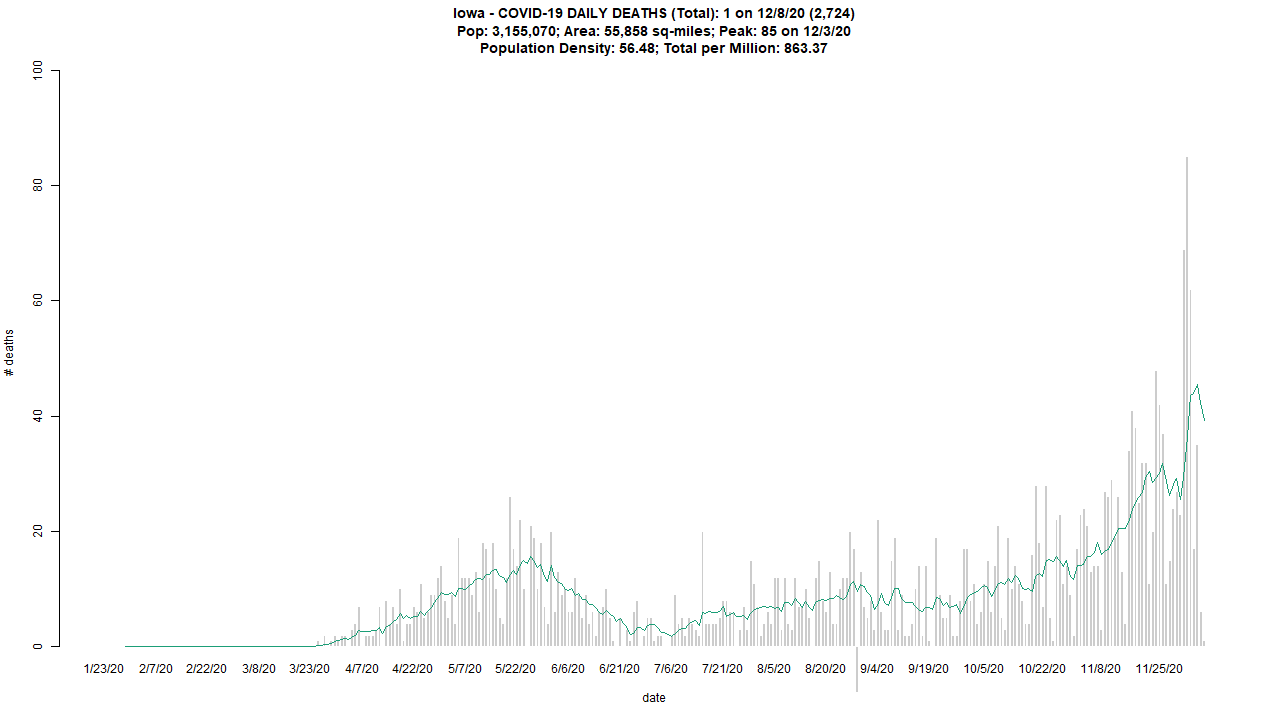 Iowa - COVID-19 DAILY DEATHS (Total): 1 on 12/8/20 (2,724)
Pop: 3,155,070; Area: 55,858 sq-miles; Peak: 85 on 12/3/20
Population Density: 56.48; Total per Million: 863.37
100
80
60
40
20
0
# deaths
1/23/20 2/7/20 2/22/20 3/8/20 3/23/20 4/7/20 4/22/20 5/7/20 5/22/20 6/6/20 6/21/20 7/6/20 7/21/20 8/5/20 8/20/20 9/4/20 9/19/20 10/5/20 10/22/20 11/8/20 11/25/20
date